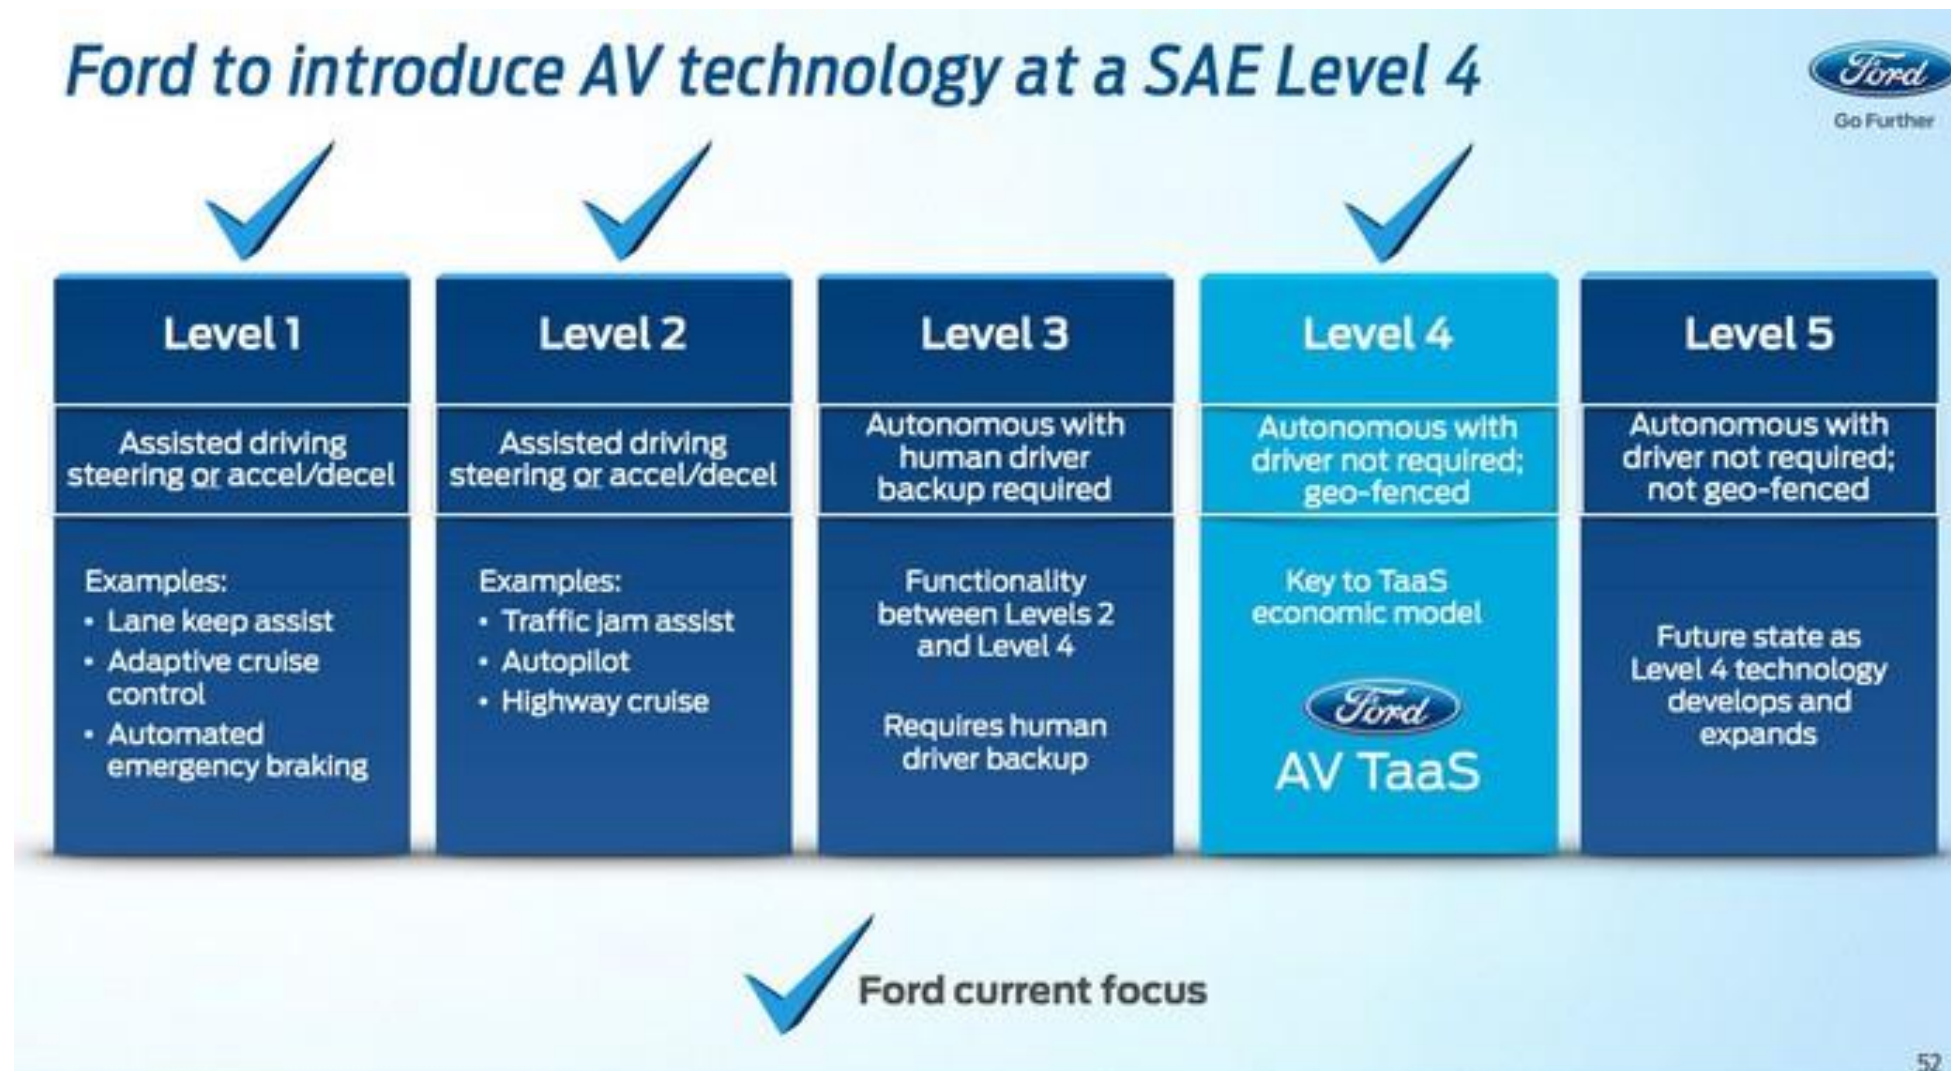 Ford to introduce AV technology at a SAE Level 4
Ford
Go Further
Level 1
Assisted driving
steering or accel/decel
Examples:
• Lane keep assist
• Adaptive cruise
control
• Automated
emergency braking
Level 2
Assisted driving
steering or accel/decel
Examples:
• Traffic jam assist
• Autopilot
• Highway cruise
Level 3
Autonomous with
human driver
backup required
Functionality
between Levels 2
and Level 4
Requires human
driver backup
Level 4
Autonomous with
driver not required;
geo-fenced
Key to TaaS
economic model
Ford
AV TaaS
Level 5
Autonomous with
driver not required;
not geo-fenced
Future state as
Level 4 technology
develops and
expands
Ford current focus
52